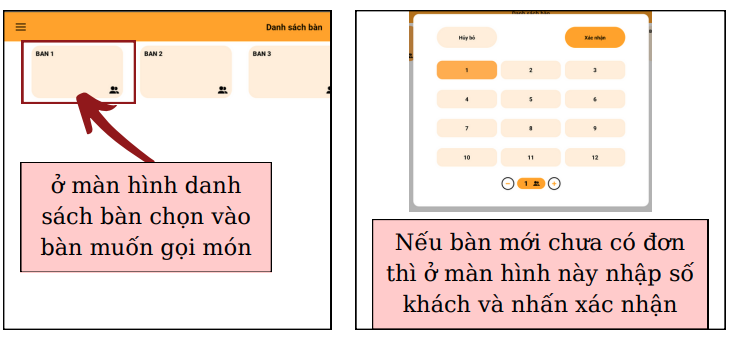 Danh sách bàn
BAN 1
BAN 2
BAN 3
ở màn hình danh
sách bàn chọn vào
bàn muốn gọi món
Danh sách bàn
Hủy bỏ
Xác nhận
1
2
3
4
5
6
7
8
9
10
11
12
1
Nếu bàn mới chưa có đơn
thì ở màn hình này nhập số
khách và nhấn xác nhận